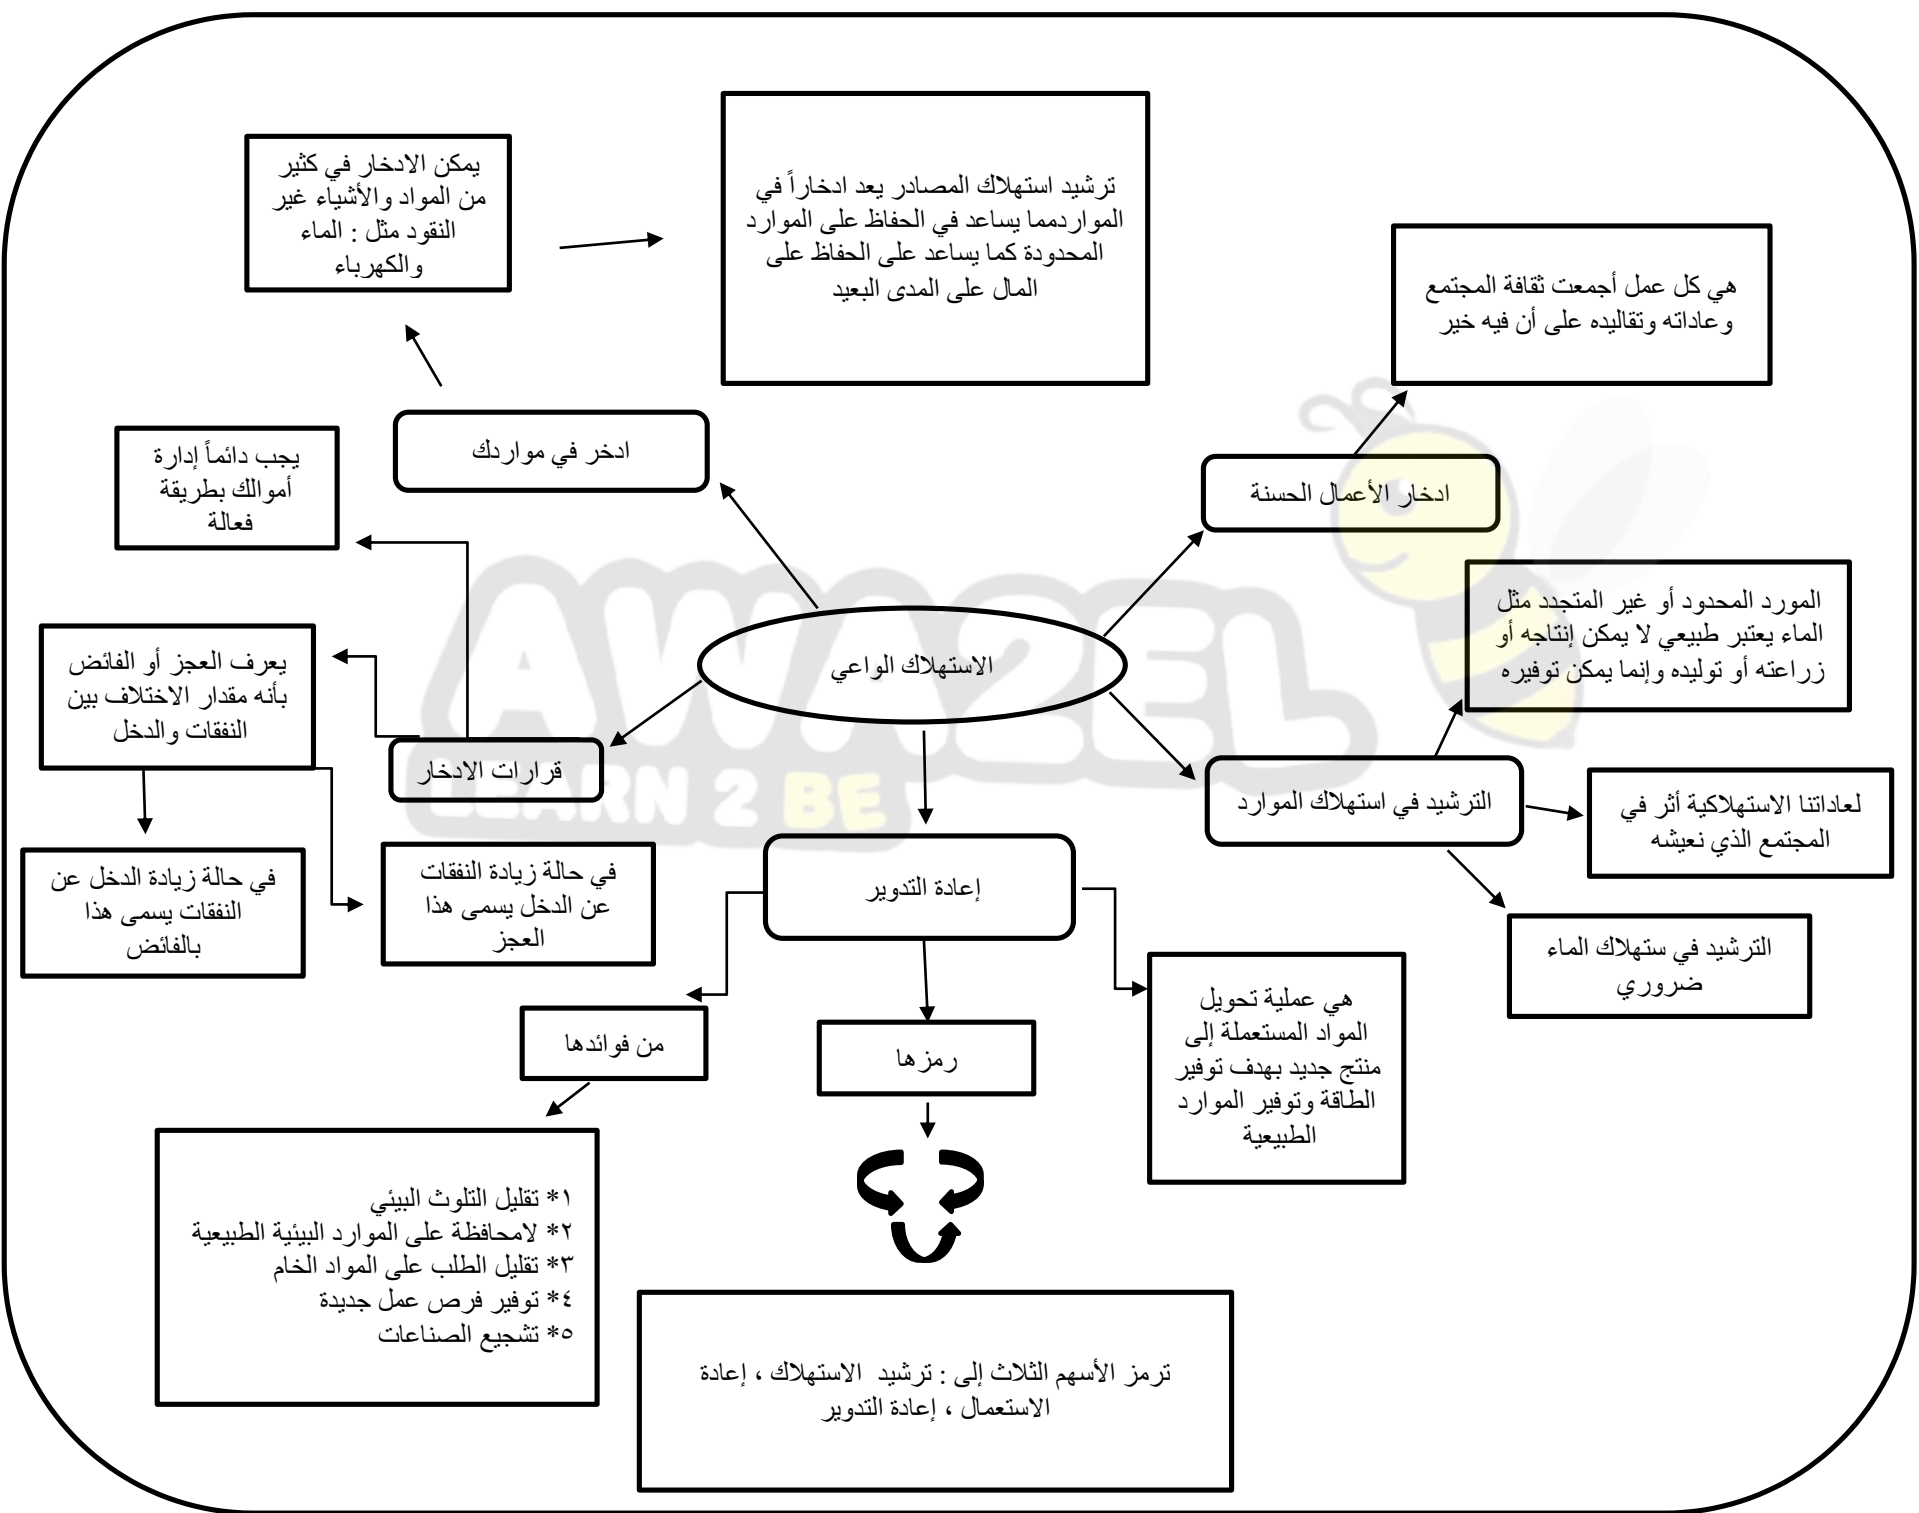 يمكن الادخار في كثير
من المواد والأشياء غير
النقود مثل : الماء
والكهرباء
ترشيد استهلاك المصادر يعد ادخاراً في
المواردمما يساعد في الحفاظ على الموارد
المحدودة كما يساعد على الحفاظ على
المال على المدى البعيد
هي كل عمل أجمعت ثقافة المجتمع
وعاداته وتقاليده على أن فيه خير
ادخر في مواردك
ادخار الأعمال الحسنة
يجب دائماً إدارة
أموالك بطريقة
فعالة
المورد المحدود أو غير المتجدد مثل
الماء يعتبر طبيعي لا يمكن إنتاجه أو
زراعته أو توليده وإنما يمكن توفيره
الاستهلاك الواعي
يعرف العجز أو الفائض
بأنه مقدار الاختلاف بين
النفقات والدخل
قرارات الادخار
الترشيد في استهلاك الموارد
لعاداتنا الاستهلاكية أثر في
المجتمع الذي نعيشه
في حالة زيادة الدخل عن
النفقات يسمى هذا
بالفائض
في حالة زيادة النفقات
عن الدخل يسمى هذا
العجز
إعادة التدوير
الترشيد في ستهلاك الماء
ضروري
من فوائدها
رمزها
هي عملية تحويل
المواد المستعملة إلى
منتج جديد بهدف توفير
الطاقة وتوفير الموارد
الطبيعية
١* تقليل التلوث البيئي
٢* لامحافظة على الموارد البيئية الطبيعية
٣* تقليل الطلب على المواد الخام
٤* توفير فرص عمل جديدة
٥* تشجيع الصناعات
ترمز الأسهم الثلاث إلى : ترشيد الاستهلاك ، إعادة
الاستعمال ، إعادة التدوير
AWA2EL
LEARN 2 BE